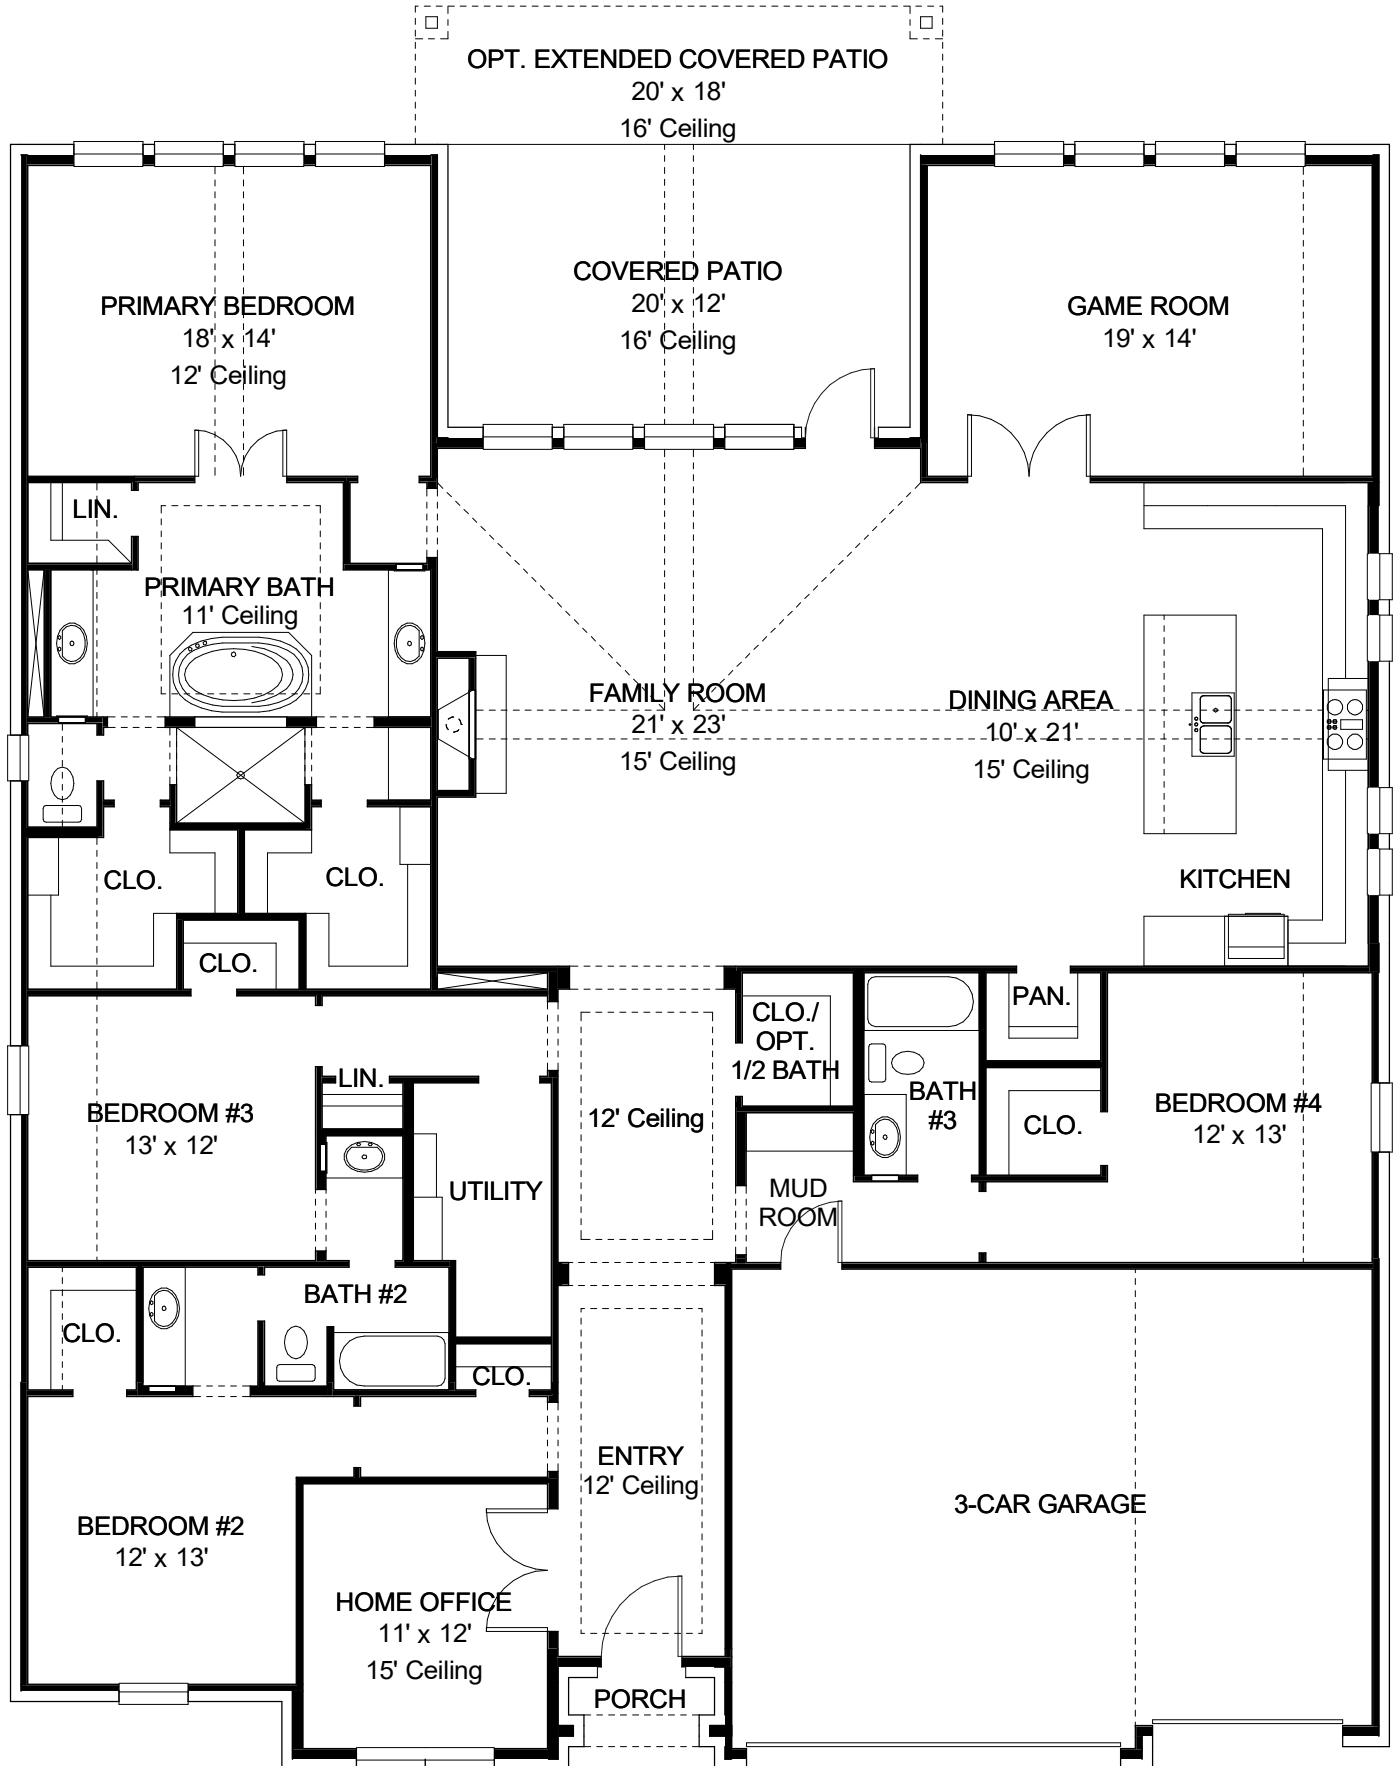 OPT. EXTENDED COVERED PATIO
20' x 18'
16' Ceiling
PRIMARY BEDROOM
18' x 14'
12' Ceiling
COVERED PATIO
20' x 12'
16' Ceiling
GAME ROOM
19' x 14'
LIN.
PRIMARY BATH
11' Ceiling
FAMILY ROOM
21' x 23'
15' Ceiling
DINING AREA
10' x 21'
15' Ceiling
KITCHEN
CLO.
CLO.
CLO.
CLO./
OPT.
1/2 BATH
PAN.
LIN.
BEDROOM #3
13' x 12'
12' Ceiling
BATH
#3
CLO.
BEDROOM #4
12' x 13'
UTILITY
MUD
ROOM
BATH #2
CLO.
CLO.
ENTRY
12' Ceiling
3-CAR GARAGE
BEDROOM #2
12' x 13'
HOME OFFICE
11' x 12'
15' Ceiling
PORCH